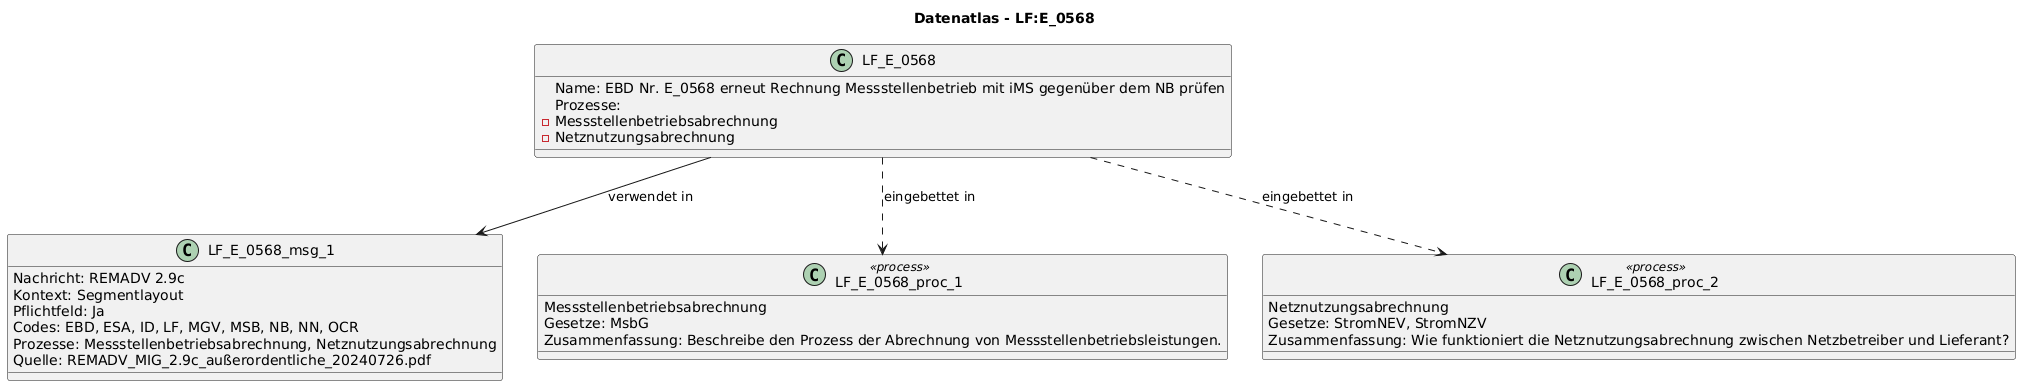 Datenatlas - LF:E_0568
C LF_E_0568
Name: EBD Nr. E_0568 erneut Rechnung Messstellenbetrieb mit iMS gegenüber dem NB prüfen
Prozesse:
Messstellenbetriebsabrechnung
Netznutzungsabrechnung
verwendet in
eingebettet in
eingebettet in
C LF_E_0568_msg_1
Nachricht: REMADV 2.9c
Kontext: Segmentlayout
Pflichtfeld: Ja
Codes: EBD, ESA, ID, LF, MGV, MSB, NB, NN, OCR
Prozesse: Messstellenbetriebsabrechnung, Netznutzungsabrechnung
Quelle: REMADV_MIG_2.9c_außerordentliche_20240726.pdf
«process»
C LF_E_0568_proc_1
Messstellenbetriebsabrechnung
Gesetze: MsbG
Zusammenfassung: Beschreibe den Prozess der Abrechnung von Messstellenbetriebsleistungen.
«process»
C LF_E_0568_proc_2
Netznutzungsabrechnung
Gesetze: StromNEV, StromNZV
Zusammenfassung: Wie funktioniert die Netznutzungsabrechnung zwischen Netzbetreiber und Lieferant?